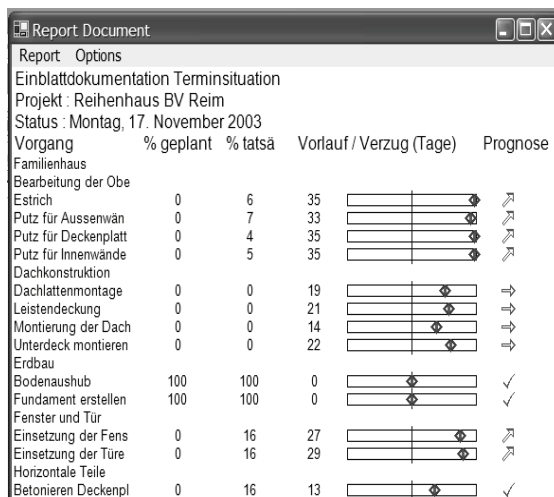 Report Document
Report Options
Einblattdokumentation Terminsituation
Projekt : Reihenhaus BV Reim
Status : Montag, 17. November 2003
Vorgang % geplant % tatsä Vorlauf / Verzug (Tage) Prognose
Familienhaus
Bearbeitung der Obe
Estrich 0 6 35
Putz für Aussenwän 0 7 33
Putz für Deckenplatt 0 4 35
Putz für Innenwände 0 5 35
Dachkonstruktion
Dachlattenmontage 0 0 19
Leistendeckung 0 0 21
Montierung der Dach 0 0 14
Unterdeck montieren 0 0 22
Erdbau
Bodenaushub 100 100 0
Fundament erstellen 100 100 0
Fenster und Tür
Einsetzung der Fens 0 16 27
Einsetzung der Türe 0 16 29
Horizontale Teile
Betonieren Deckenpl 0 16 13